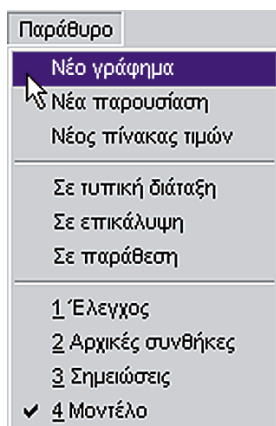 Παράθυρο
Νέο γράφημα
Νέα παρουσίαση
Νέος πίνακας τιμών
Σε τυπική διάταξη
Σε επικάλυψη
Σε παράθεση
1 Έλεγχος
2 Αρχικές συνθήκες
3 Σημειώσεις
4 Μοντέλο